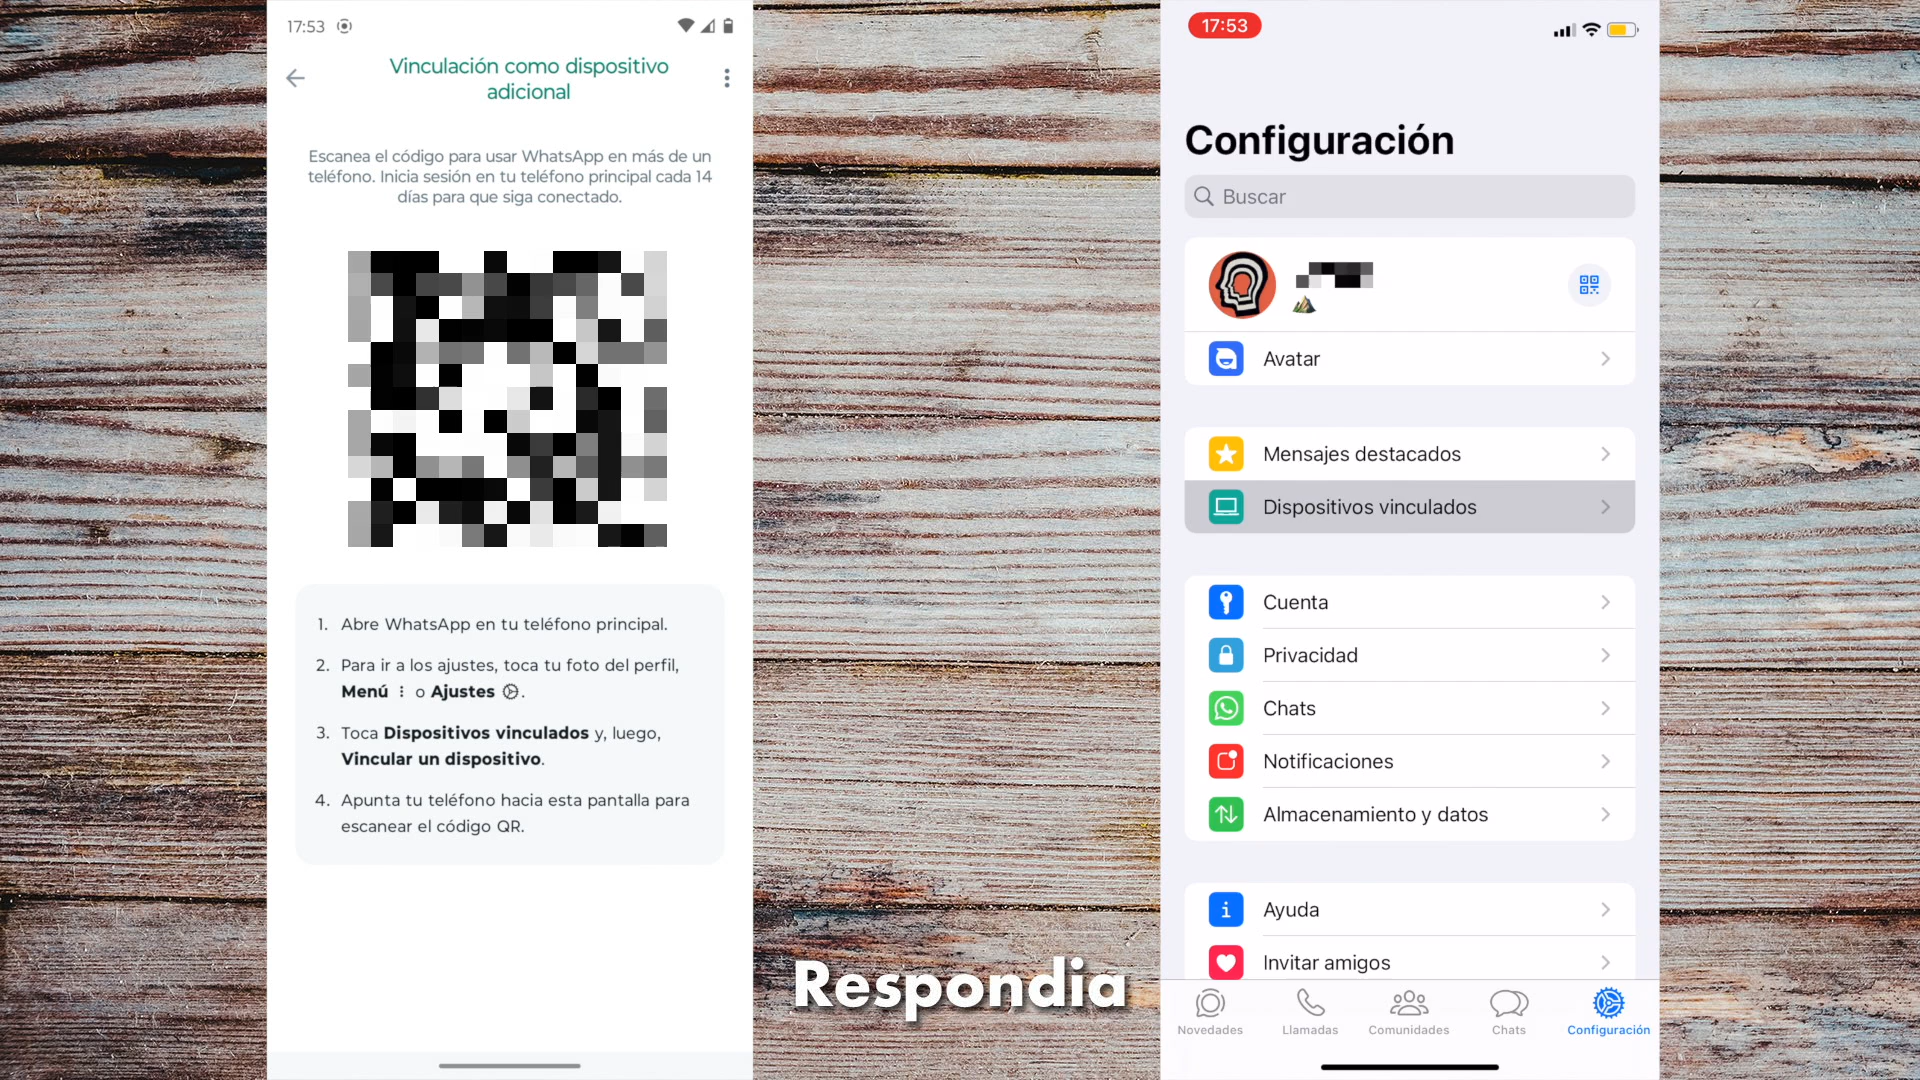 17:53
Vinculación como dispositivo
adicional
Escanea el código para usar WhatsApp en más de un
teléfono. Inicia sesión en tu teléfono principal cada 14
días para que siga conectado.
1. Abre WhatsApp en tu teléfono principal.
2. Para ir a los ajustes, toca tu foto del perfil,
Menú o Ajustes .
3. Toca Dispositivos vinculados y, luego,
Vincular un dispositivo.
4. Apunta tu teléfono hacia esta pantalla para
escanear el código QR.
Respondia
17:53
Configuración
Buscar
Avatar
Mensajes destacados
Dispositivos vinculados
Cuenta
Privacidad
Chats
Notificaciones
Almacenamiento y datos
Ayuda
Invitar amigos
Novedades
Llamadas
Comunidades
Chats
Configuración